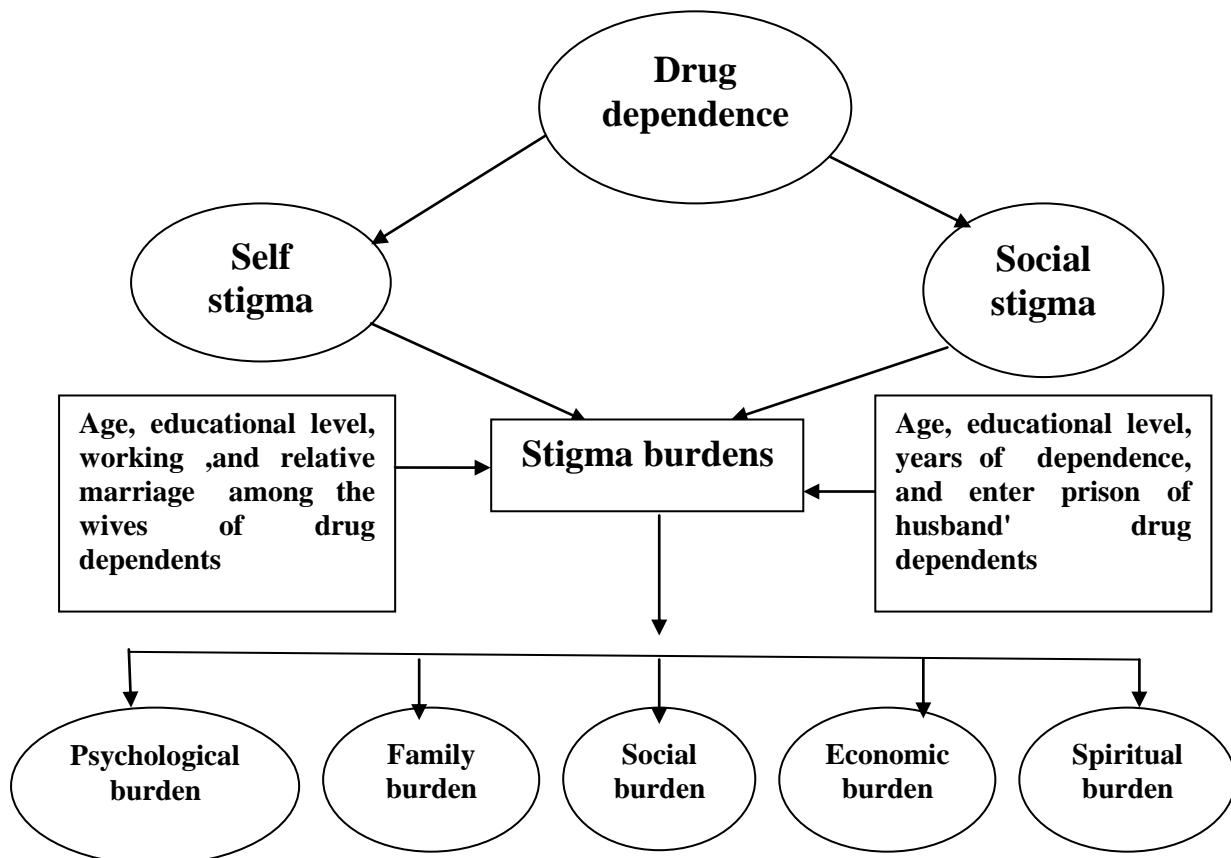 Drug
dependence
Self
stigma
Social
stigma
Age, educational level,
working ,and relative
marriage among the
wives of drug
dependents
Stigma burdens
Age, educational level,
years of dependence,
and enter prison of
husband' drug
dependents
Psychological
burden
Family
burden
Social
burden
Economic
burden
Spiritual
burden